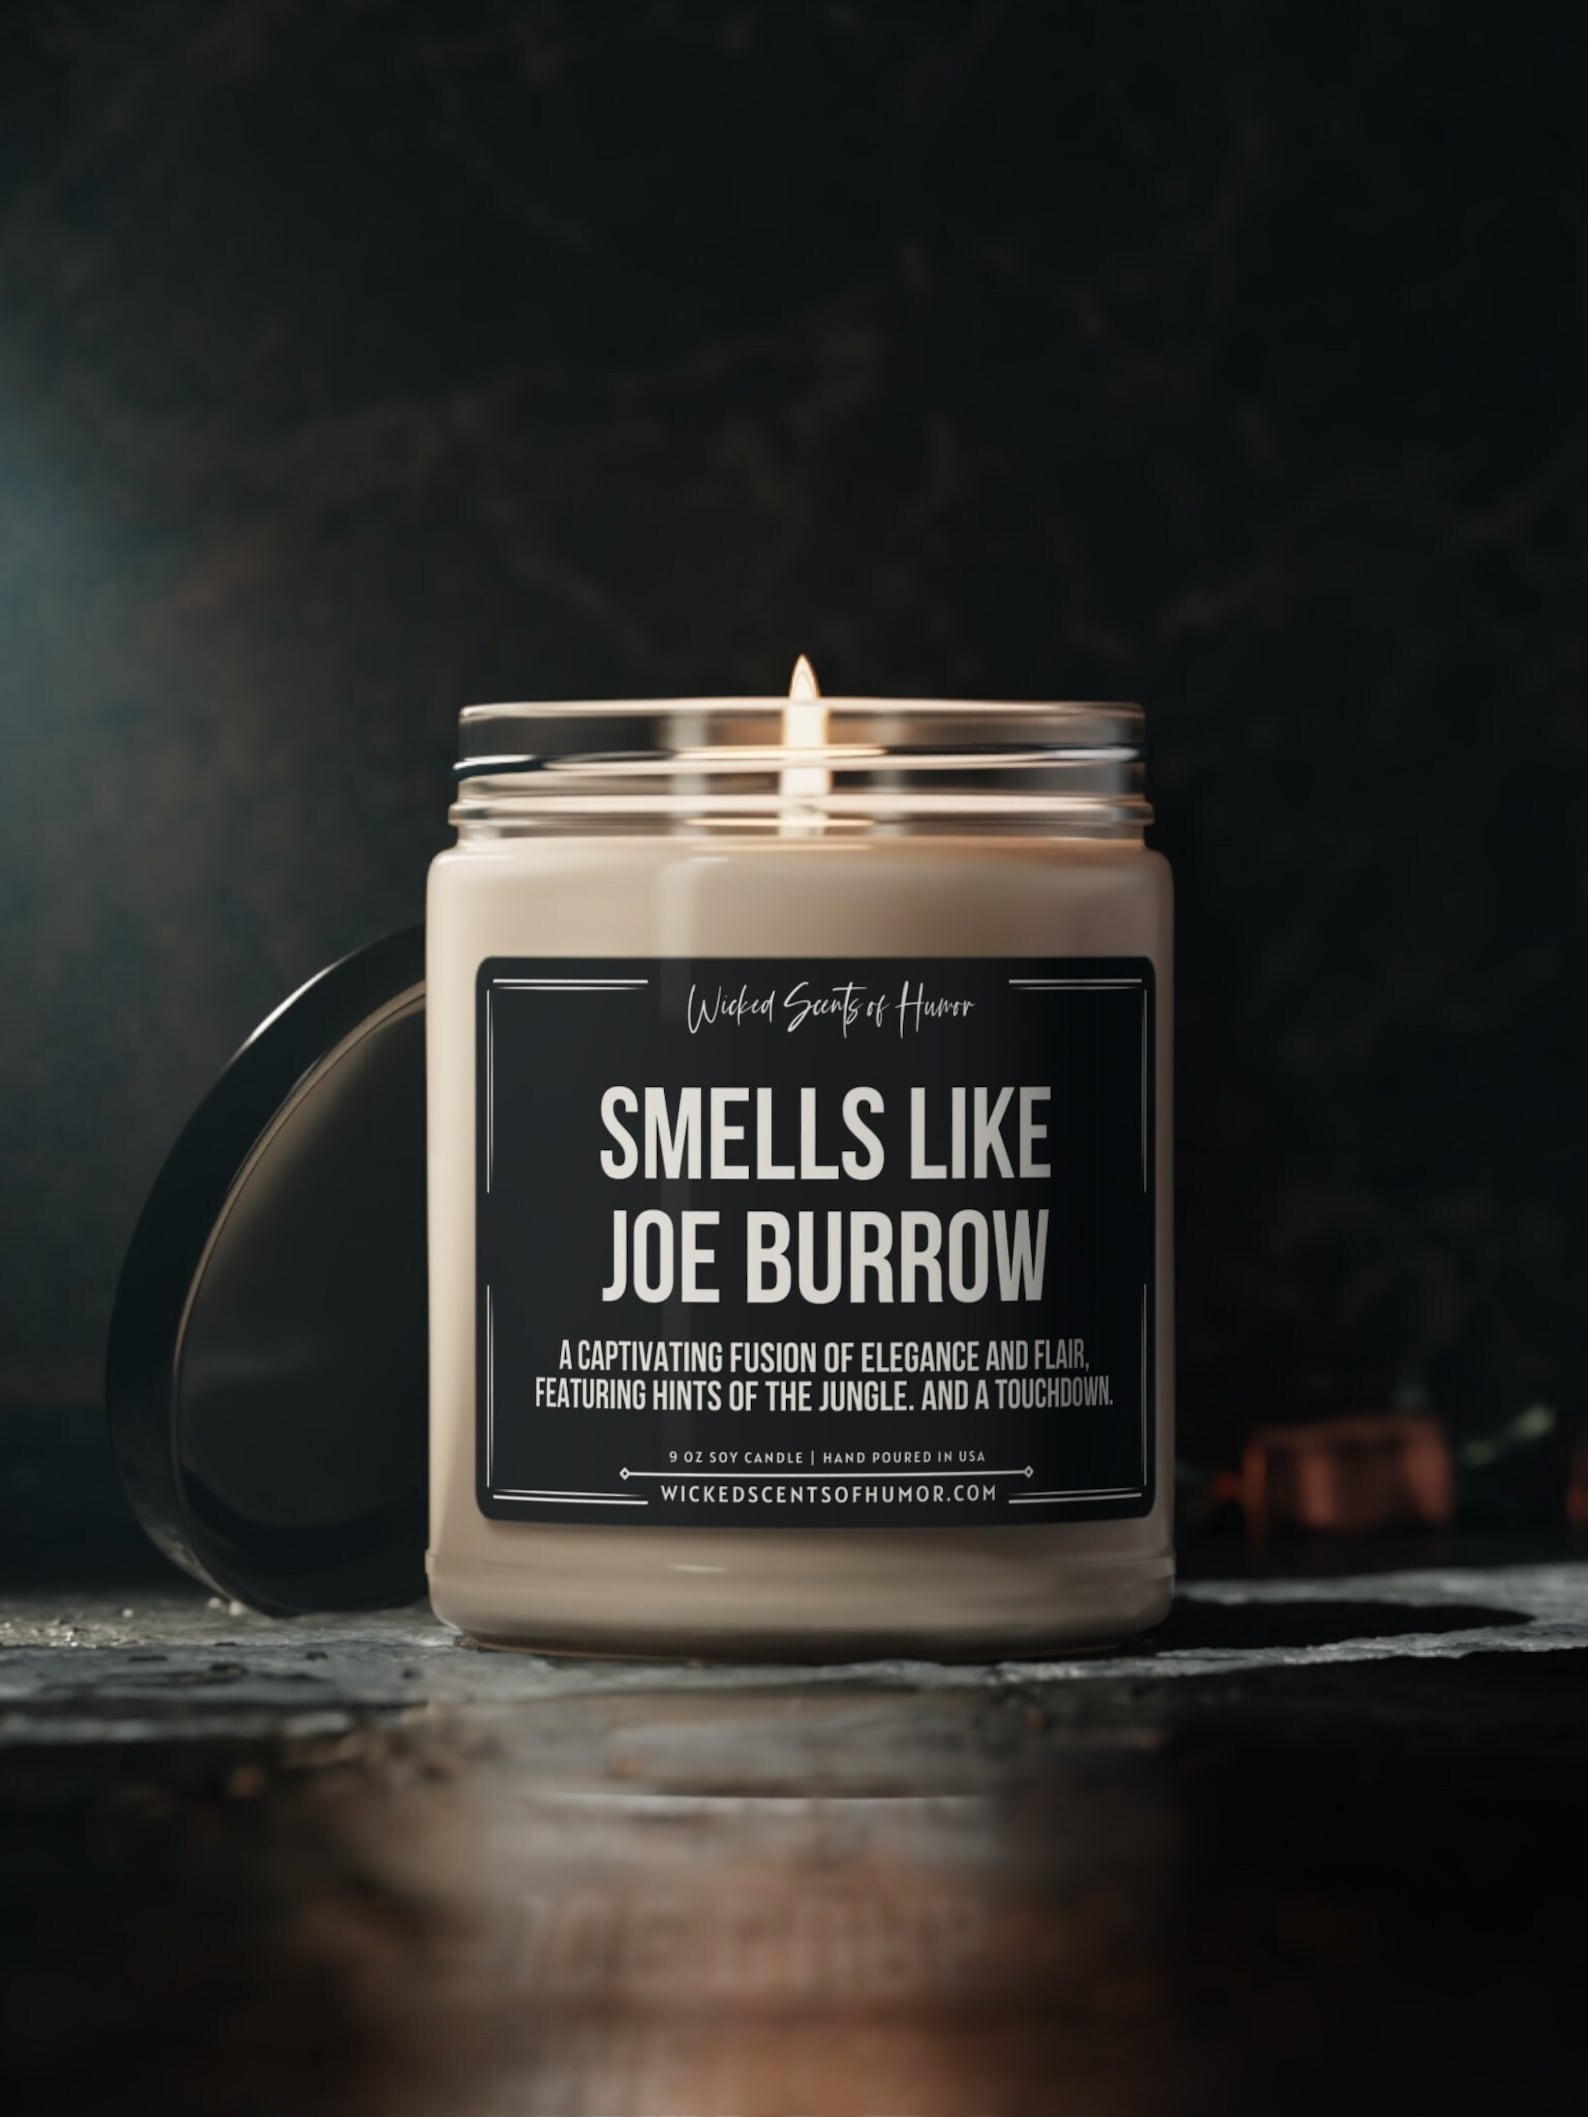 Wicked Scents of Humor
SMELLS LIKE
JOE BURROW
A CAPTIVATING FUSION OF ELEGANCE AND FLAIR,
FEATURING HINTS OF THE JUNGLE. AND A TOUCHDOWN.
9 OZ SOY CANDLE | HAND POURED IN USA
WICKEDSCENTSOFHUMOR.COM